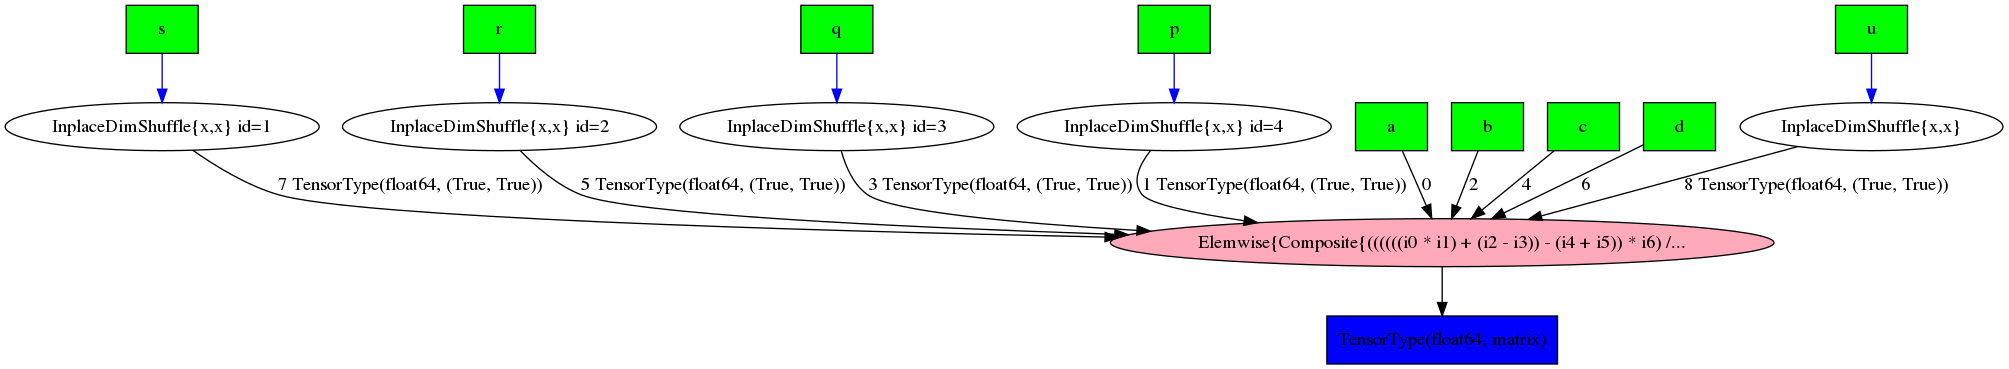 s
r
q
p
u
InplaceDimShuffle{x,x} id=1
InplaceDimShuffle{x,x} id=2
InplaceDimShuffle{x,x} id=3
InplaceDimShuffle{x,x} id=4
a
b
c
d
InplaceDimShuffle{x,x}
7 TensorType(float64, (True, True))
5 TensorType(float64, (True, True))
3 TensorType(float64, (True, True))
1 TensorType(float64, (True, True))
0
2
4
6
8 TensorType(float64, (True, True))
Elemwise{Composite{((((((i0 * i1) + (i2 - i3)) - (i4 + i5)) * i6) /...
TensorType(float64, matrix)